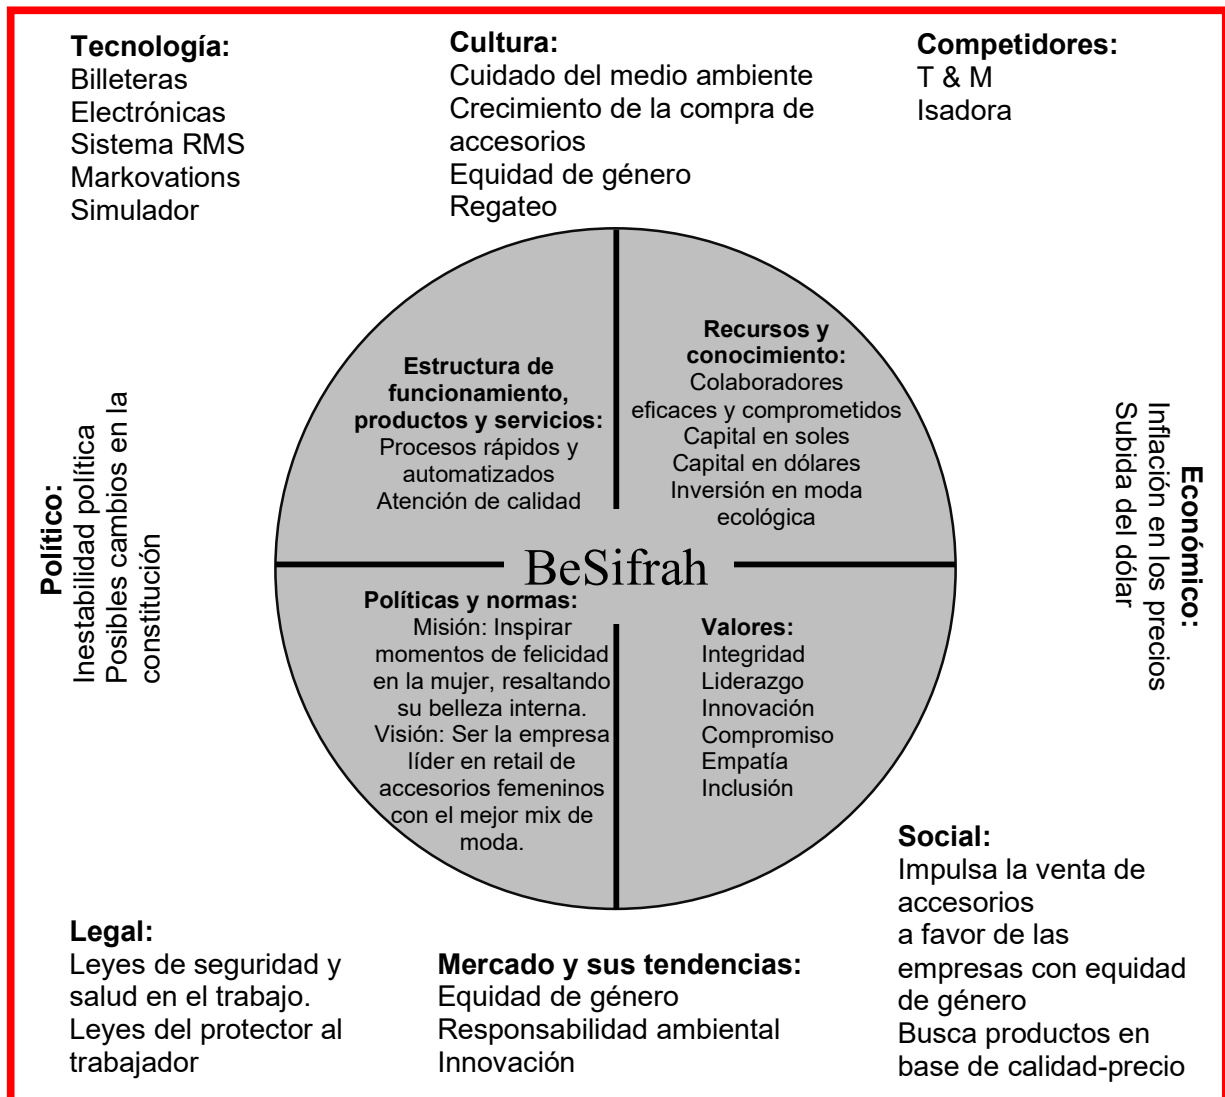 Tecnología:
Billeteras
Electrónicas
Sistema RMS
Markovations
Simulador
Cultura:
Cuidado del medio ambiente
Crecimiento de la compra de
accesorios
Equidad de género
Regateo
Competidores:
T & M
Isadora
Político:
Inestabilidad política
Posibles cambios en la
constitución
Estructura de
funcionamiento,
productos y servicios:
Procesos rápidos y
automatizados
Atención de calidad
Recursos y
conocimiento:
Colaboradores
eficaces y comprometidos
Capital en soles
Capital en dólares
Inversión en moda
ecológica
Económico:
Inflación en los precios
Subida del dólar
BeSifrah
Políticas y normas:
Misión: Inspirar
momentos de felicidad
en la mujer, resaltando
su belleza interna.
Visión: Ser la empresa
líder en retail de
accesorios femeninos
con el mejor mix de
moda.
Valores:
Integridad
Liderazgo
Innovación
Compromiso
Empatía
Inclusión
Legal:
Leyes de seguridad y
salud en el trabajo.
Leyes del protector al
trabajador
Mercado y sus tendencias:
Equidad de género
Responsabilidad ambiental
Innovación
Social:
Impulsa la venta de
accesorios
a favor de las
empresas con equidad
de género
Busca productos en
base de calidad-precio